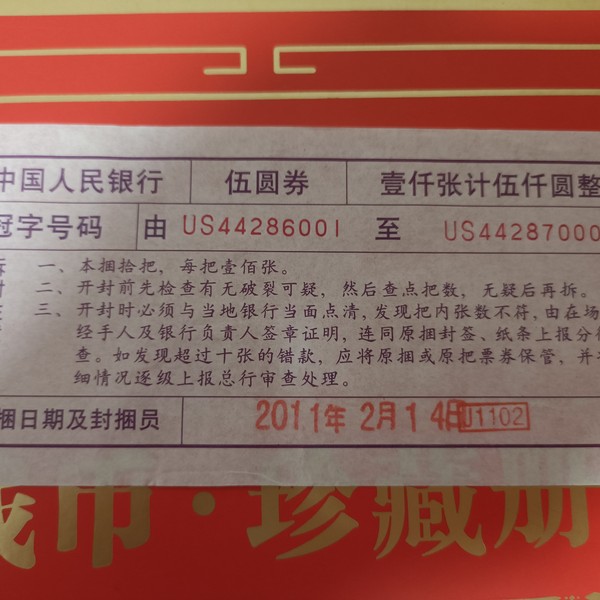 中国人民银行 伍圆券 壹仟张计伍仟圆整
冠字号码 由 US44286001 至 US44287000
一、本捆拾把，每把壹佰张。
二、开封前先检查有无破裂可疑，然后查点把数，无疑后再拆。
三、开封时必须与当地银行当面点清，发现把内张数不符，由在场
经手人及银行负责人签章证明，连同原捆封签、纸条上报分行
查。如发现超过十张的错款，应将原捆或原把票券保管，并将
细情况逐级上报总行审查处理。
捆日期及封捆员 2011年 2月14日 U1102
钱币·珍藏册